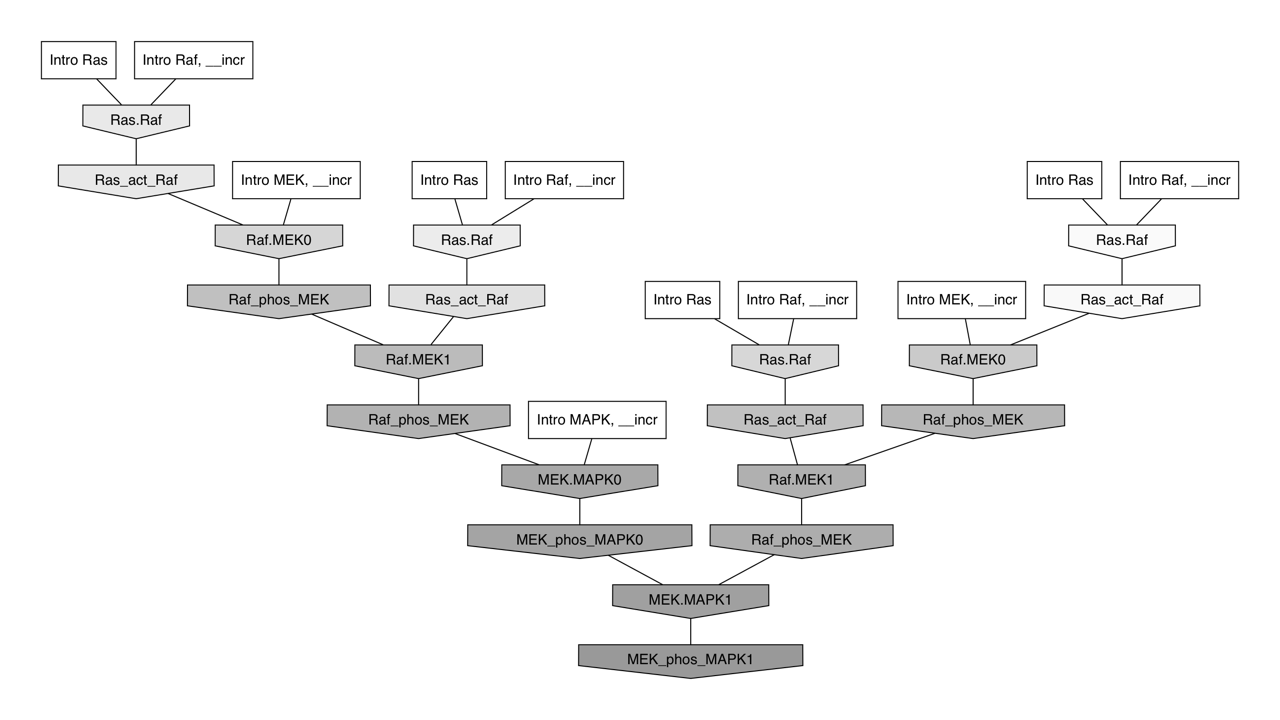 Intro Ras
Intro Raf, __incr
Ras.Raf
Ras_act_Raf
Intro MEK, __incr
Intro Ras
Intro Raf, __incr
Intro Ras
Intro Raf, __incr
Raf.MEK0
Ras.Raf
Ras.Raf
Raf_phos_MEK
Ras_act_Raf
Intro Ras
Intro Raf, __incr
Intro MEK, __incr
Ras_act_Raf
Raf.MEK1
Ras.Raf
Raf.MEK0
Raf_phos_MEK
Intro MAPK, __incr
Ras_act_Raf
Raf_phos_MEK
MEK.MAPK0
Raf.MEK1
MEK_phos_MAPK0
Raf_phos_MEK
MEK.MAPK1
MEK_phos_MAPK1